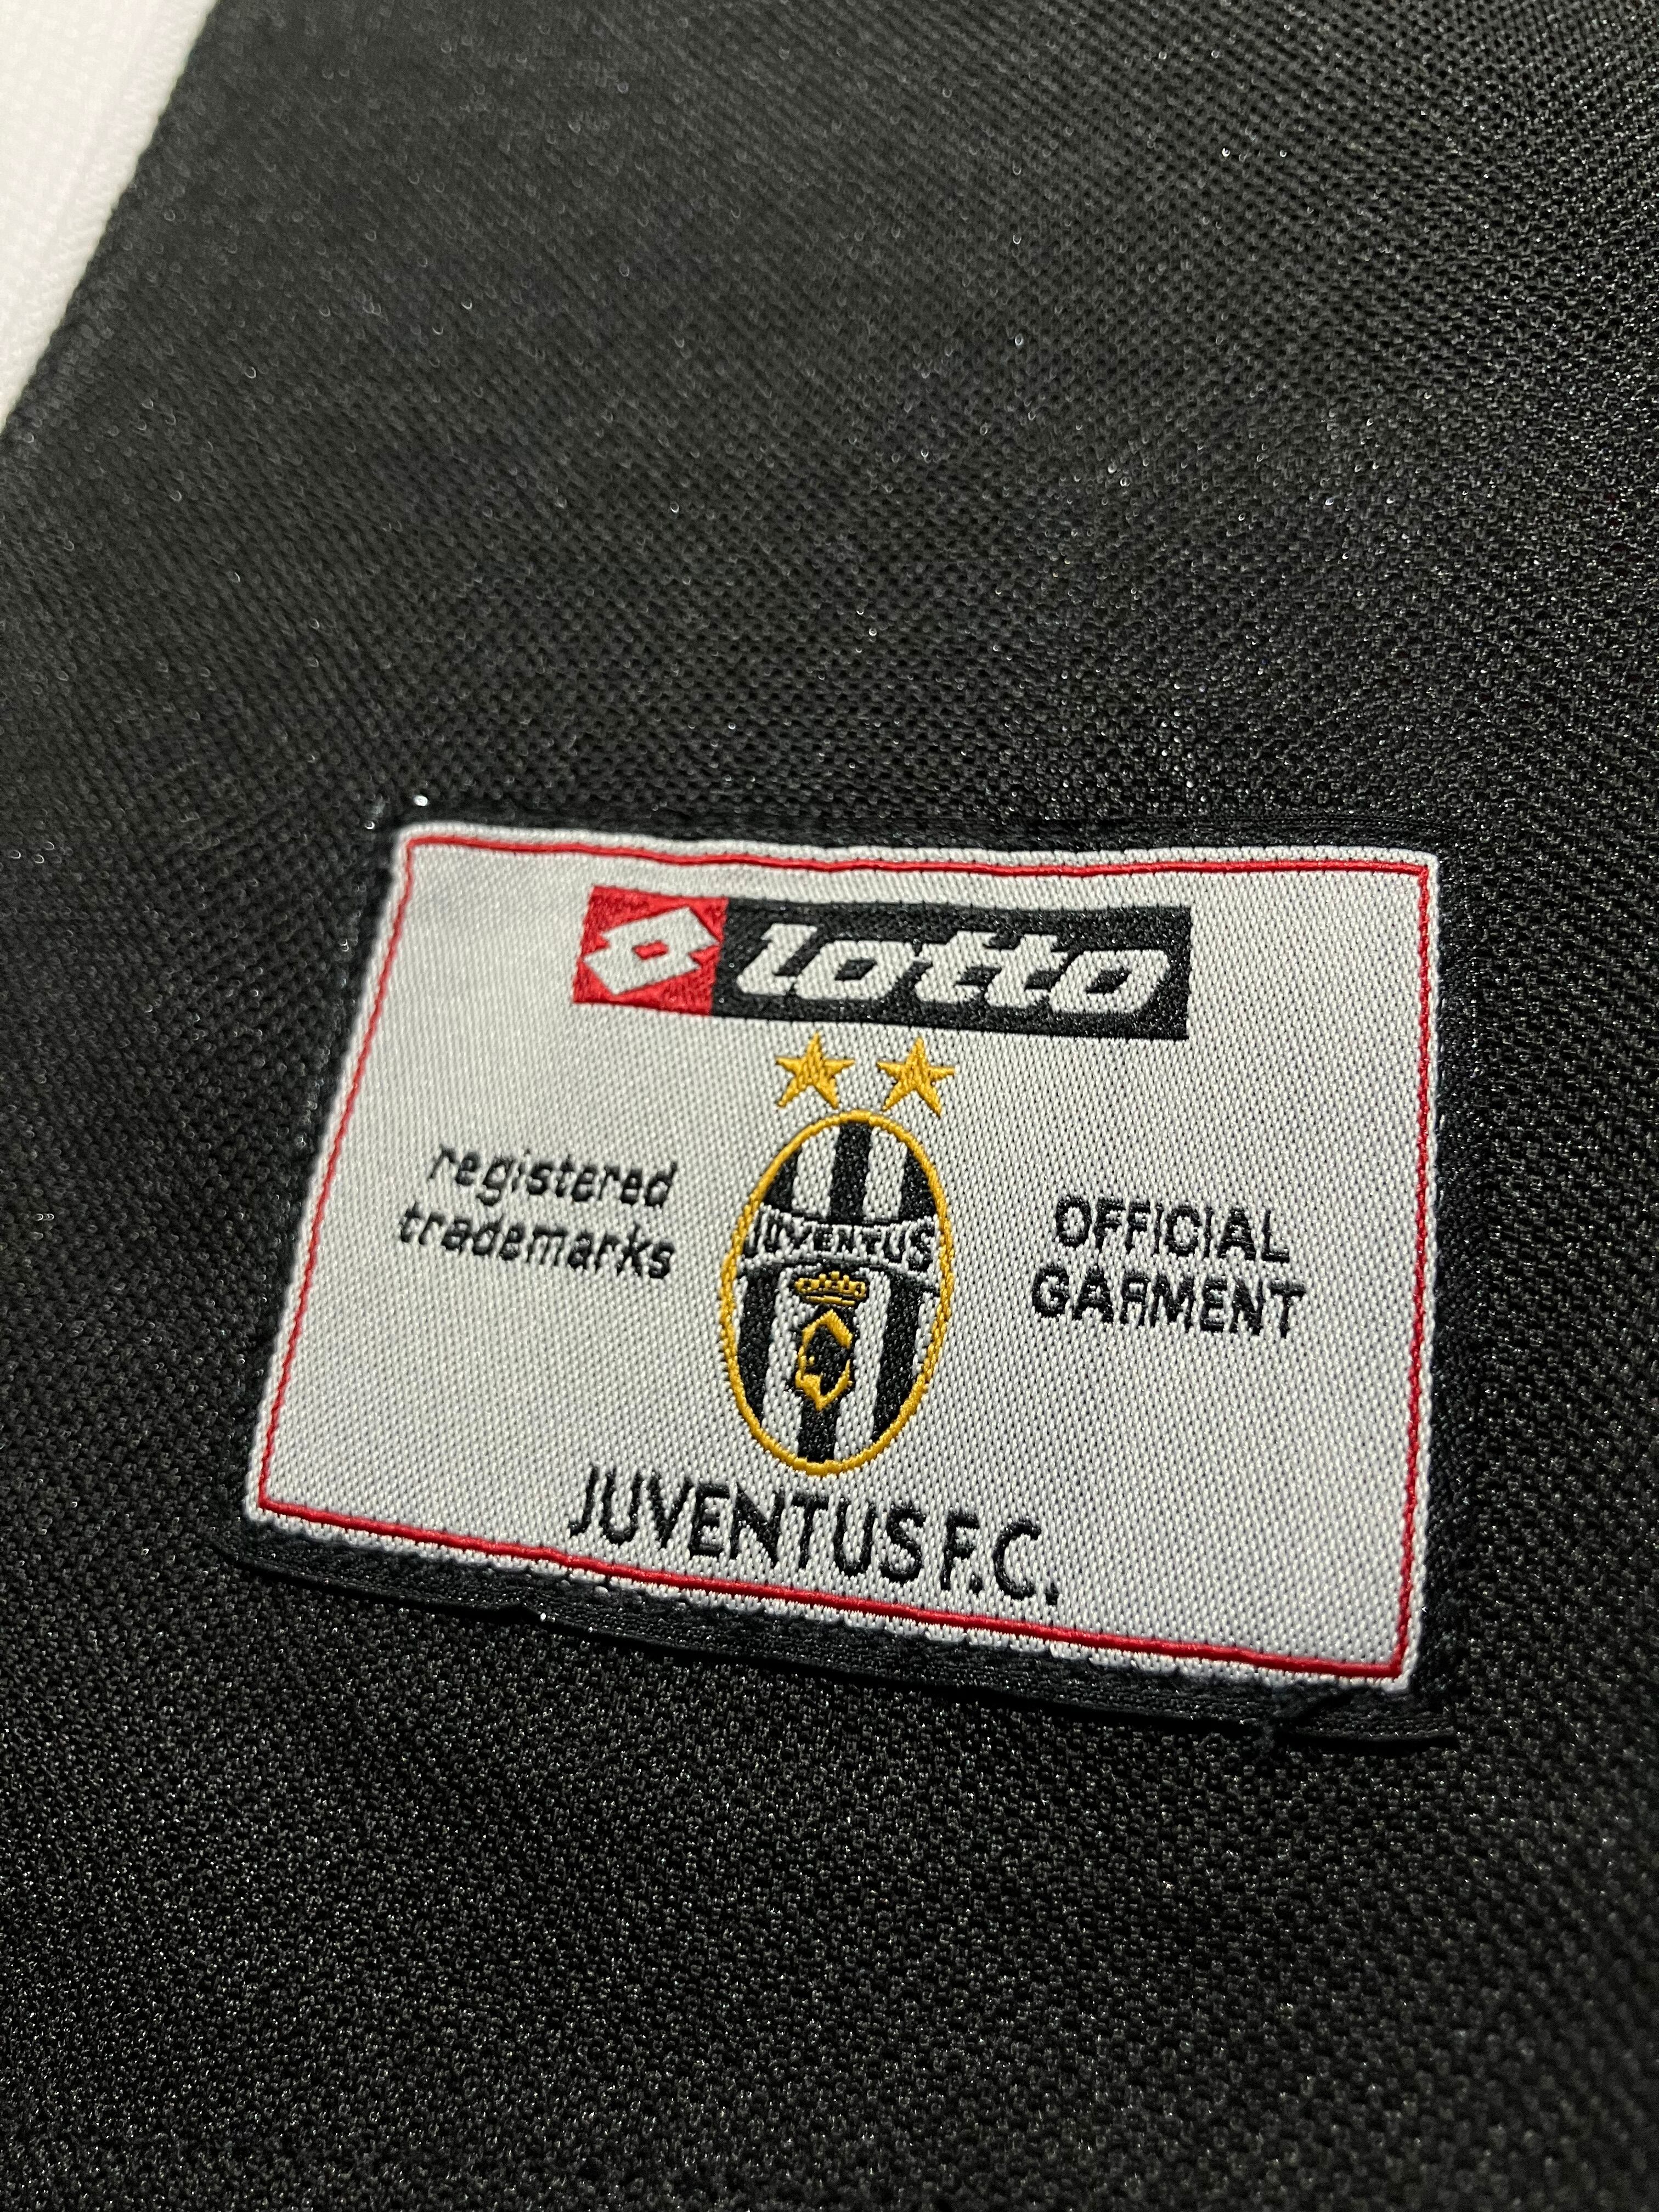 lotto
registered
trademarks
JUVENTUS
OFFICIAL
GARMENT
JUVENTUS F.C.